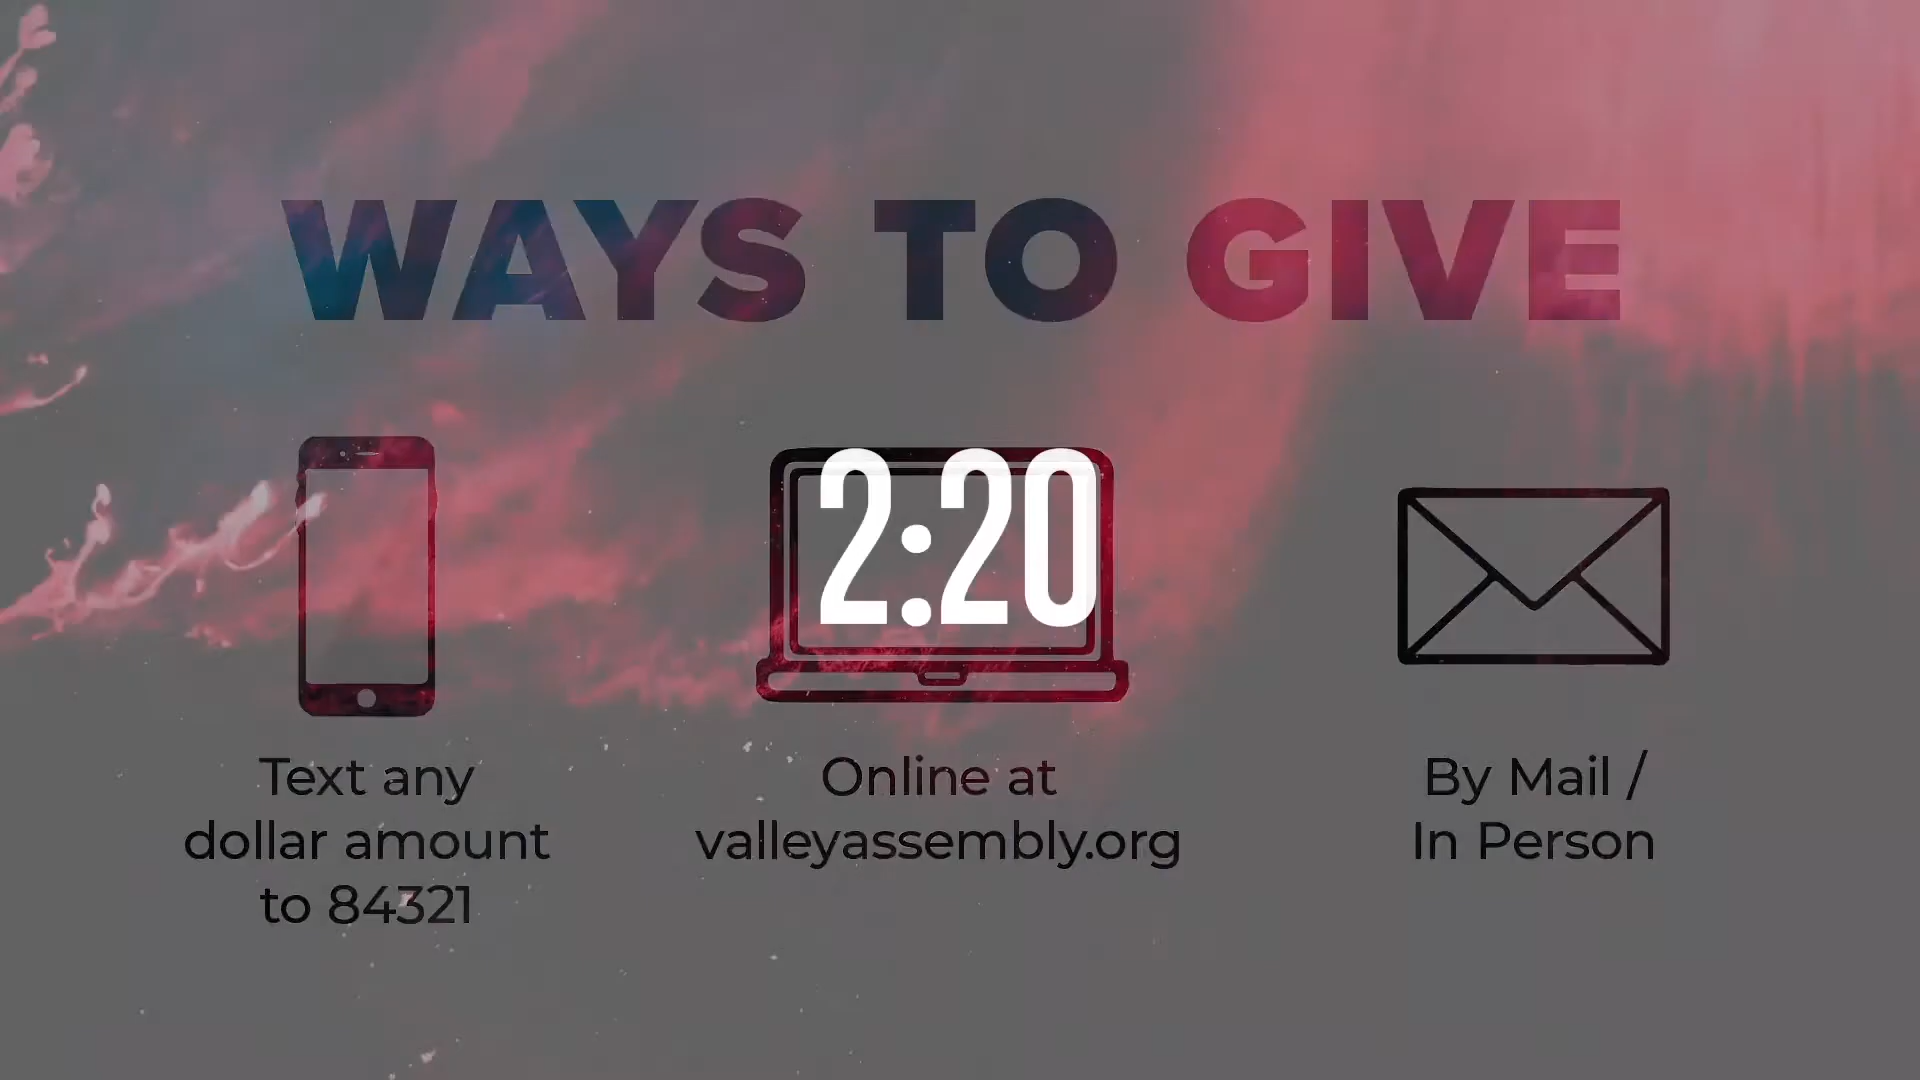 WAYS TO GIVE
2:20
Text any
dollar amount
to 84321
Online at
valleyassembly.org
By Mail /
In Person